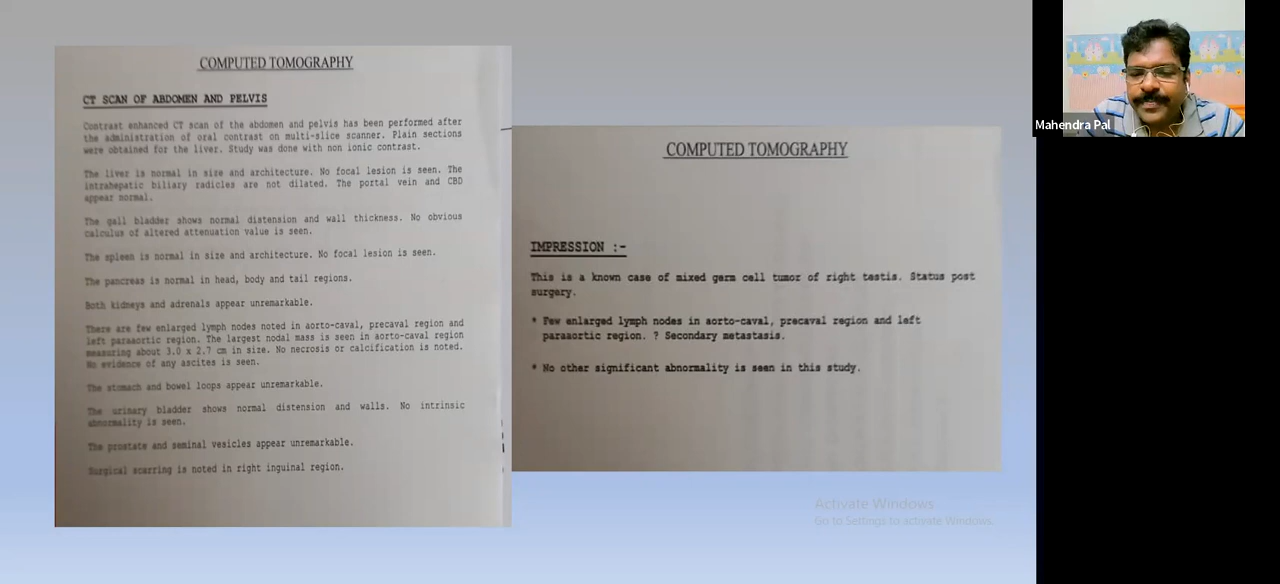 COMPUTED TOMOGRAPHY
CT SCAN OF ABDOMEN AND PELVIS
Contrast enhanced CT scan of the abdomen and pelvis has been performed after
the administration of oral contrast on multi-slice scanner. Plain sections
were obtained for the liver. Study was done with non ionic contrast.
The liver is normal in size and architecture. No focal lesion is seen. The
intrahepatic biliary radicles are not dilated. The portal vein and CBD
appear normal.
The gall bladder shows normal distension and wall thickness. No obvious
calculus of altered attenuation value is seen.
The spleen is normal in size and architecture. No focal lesion is seen.
The pancreas is normal in head, body and tail regions.
Both kidneys and adrenals appear unremarkable.
There are few enlarged lymph nodes noted in aorto-caval, precaval region and
left paraaortic region. The largest nodal mass is seen in aorto-caval region
measuring about 3.0 x 2.7 cm in size. No necrosis or calcification is noted.
No evidence of any ascites is seen.
The stomach and bowel loops appear unremarkable.
The urinary bladder shows normal distension and walls. No intrinsic
abnormality is seen.
The prostate and seminal vesicles appear unremarkable.
Surgical scarring is noted in right inguinal region.
COMPUTED TOMOGRAPHY
IMPRESSION :-
This is a known case of mixed germ cell tumor of right testis. Status post
surgery.
* Few enlarged lymph nodes in aorto-caval, precaval region and left
paraaortic region. ? Secondary metastasis.
* No other significant abnormality is seen in this study.
Activate Windows
Go to Settings to activate Windows.
Mahendra Pal